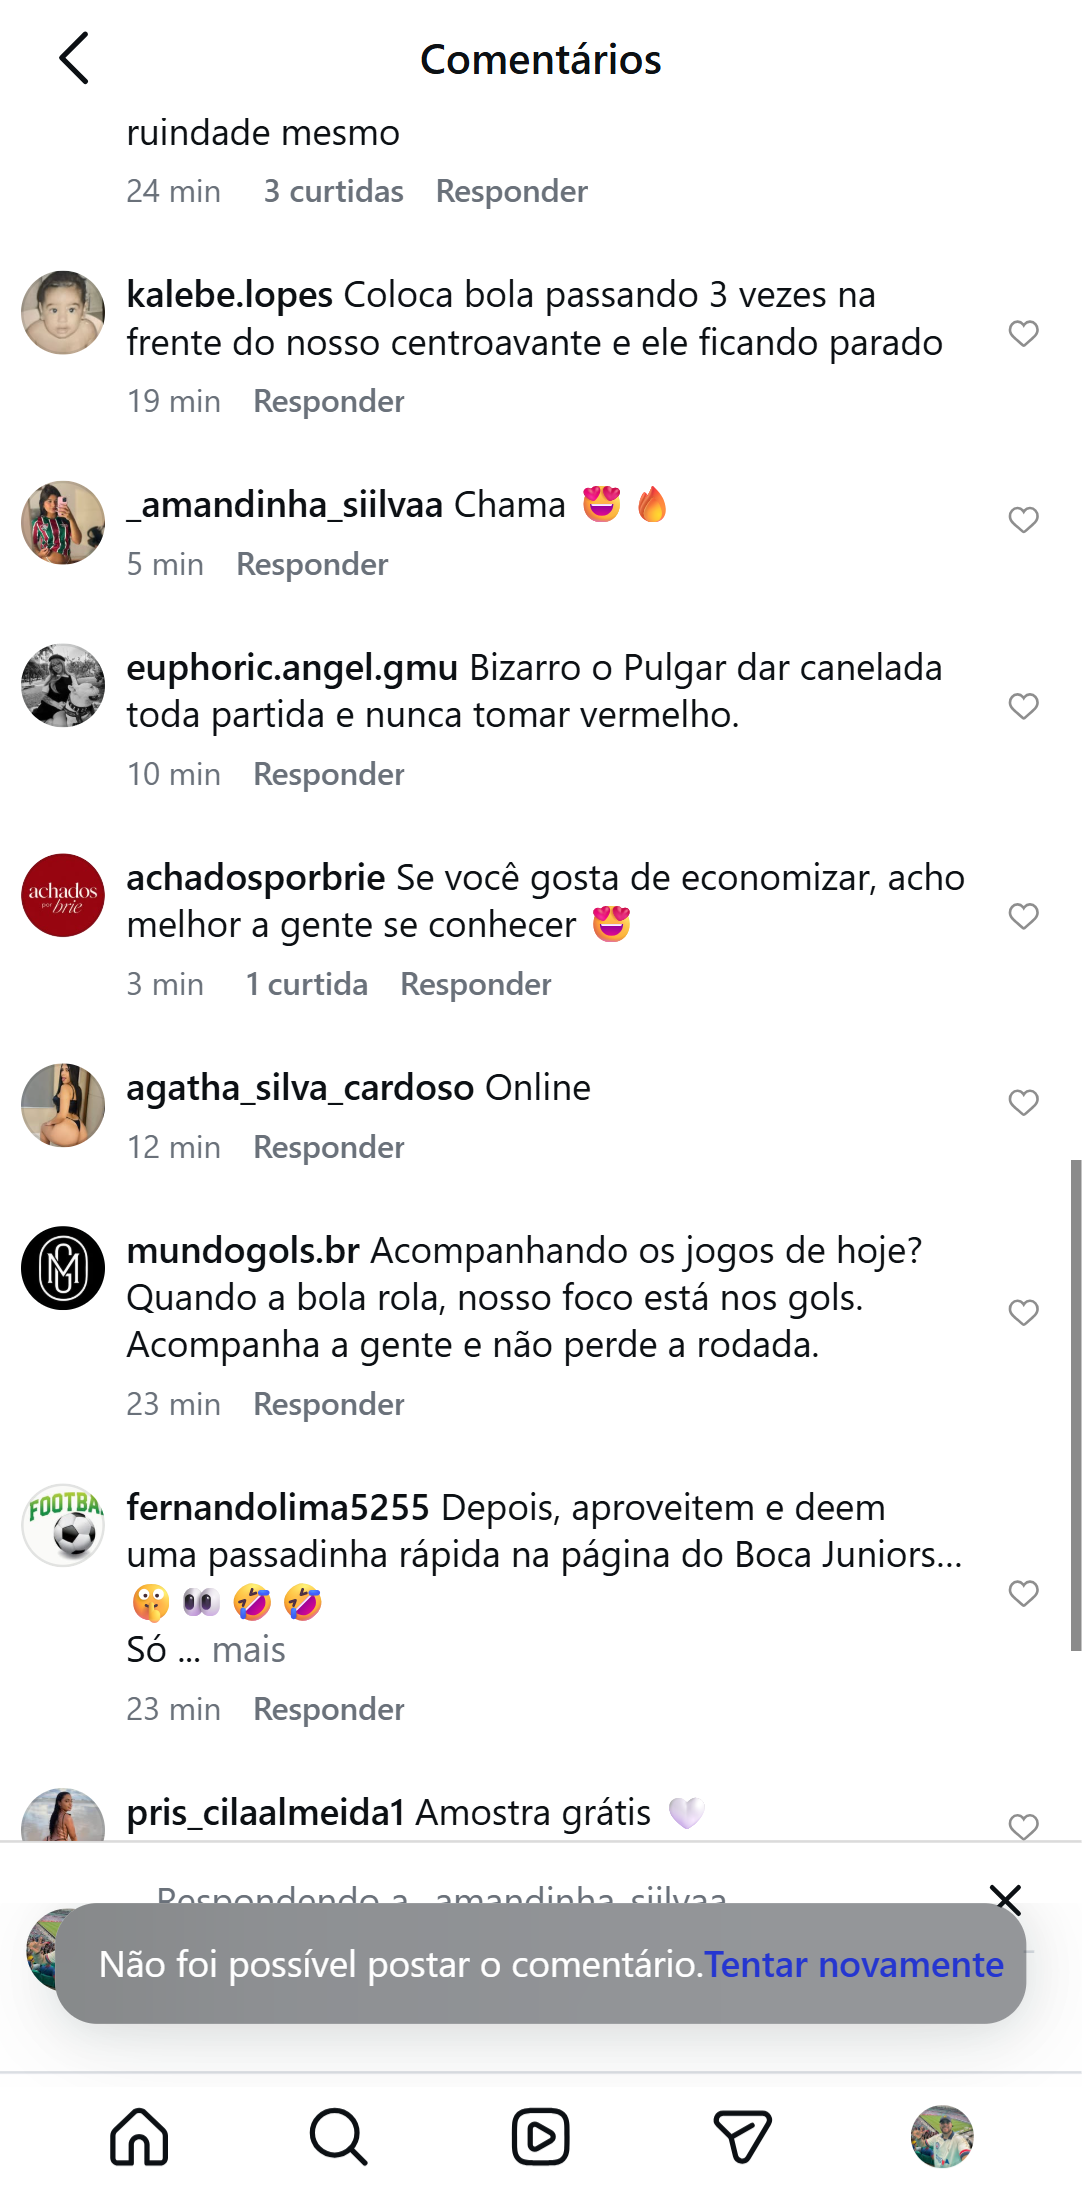 Comentários
ruindade mesmo
24 min 3 curtidas Responder
kalebe.lopes Coloca bola passando 3 vezes na
frente do nosso centroavante e ele ficando parado
19 min Responder
_amandinha_siilvaa Chama 😍 🔥
5 min Responder
euphoric.angel.gmu Bizarro o Pulgar dar canelada
toda partida e nunca tomar vermelho.
10 min Responder
achados
por brie
achadosporbrie Se você gosta de economizar, acho
melhor a gente se conhecer 😍
3 min 1 curtida Responder
agatha_silva_cardoso Online
12 min Responder
mundogols.br Acompanhando os jogos de hoje?
Quando a bola rola, nosso foco está nos gols.
Acompanha a gente e não perde a rodada.
23 min Responder
FOOTBA
fernandolima5255 Depois, aproveitem e deem
uma passadinha rápida na página do Boca Juniors...
🤫 👀 🤣 🤣
Só ... mais
23 min Responder
pris_cilaalmeida1 Amostra grátis 🤍
Respondendo a _amandinha_siilvaa
Não foi possível postar o comentário.Tentar novamente